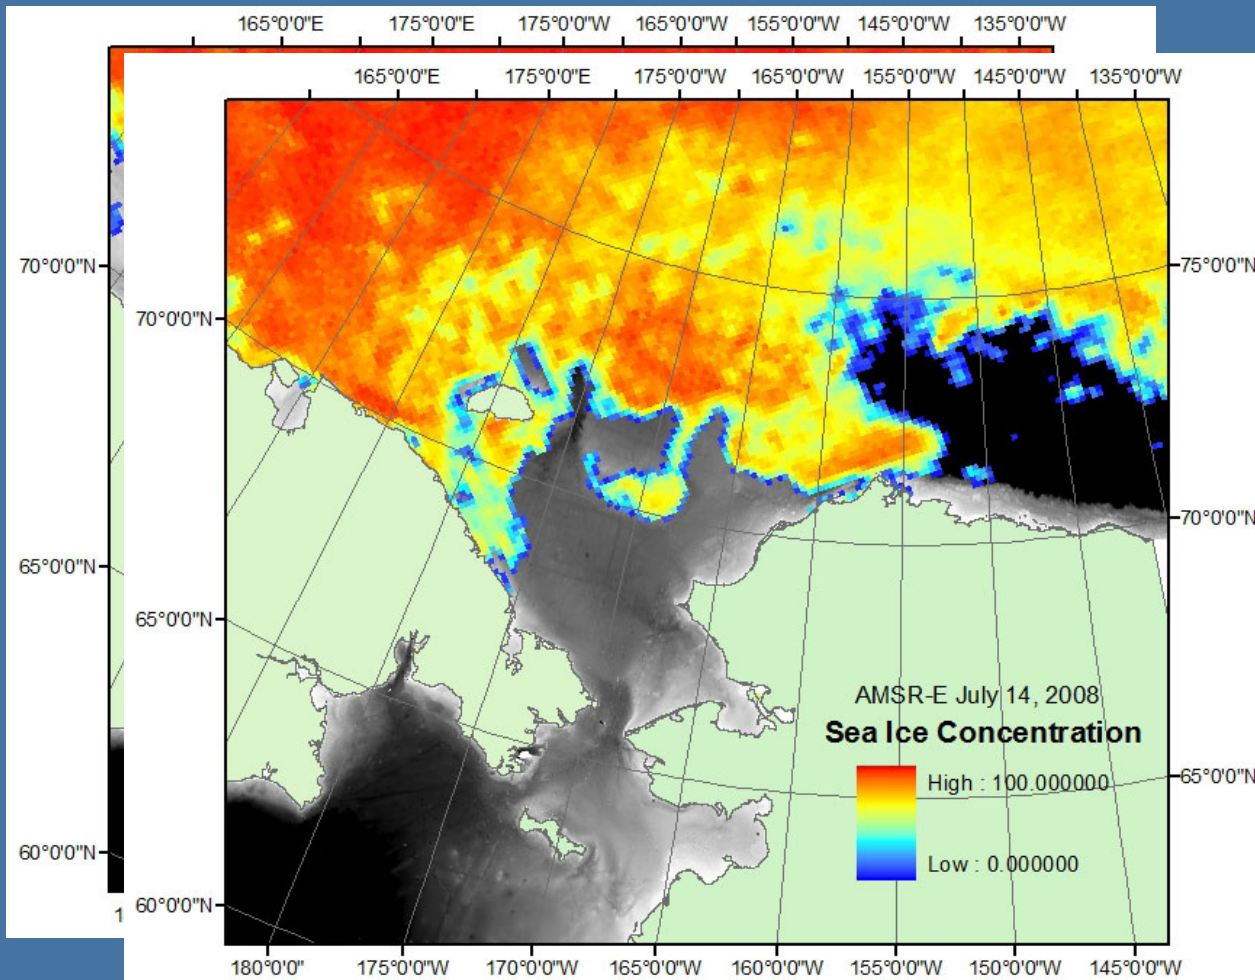 165°0'0"E 175°0'0"E 175°0'0"W 165°0'0"W 155°0'0"W 145°0'0"W 135°0'0"W
165°0'0"E 175°0'0"E 175°0'0"W 165°0'0"W 155°0'0"W 145°0'0"W 135°0'0"W
70°0'0"N
75°0'0"N
70°0'0"N
70°0'0"N
65°0'0"N
65°0'0"N
AMSR-E July 14, 2008
Sea Ice Concentration
High : 100.000000
65°0'0"N
Low : 0.000000
60°0'0"N
60°0'0"N
1
180°0'0" 175°0'0"W 170°0'0"W 165°0'0"W 160°0'0"W 155°0'0"W 150°0'0"W 145°0'0"W